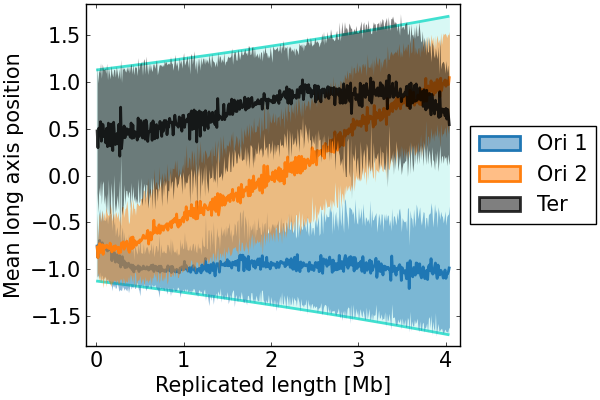 1.5
1.0
0.5
0.0
−0.5
−1.0
−1.5
Mean long axis position
0 1 2 3 4
Replicated length [Mb]
Ori 1
Ori 2
Ter